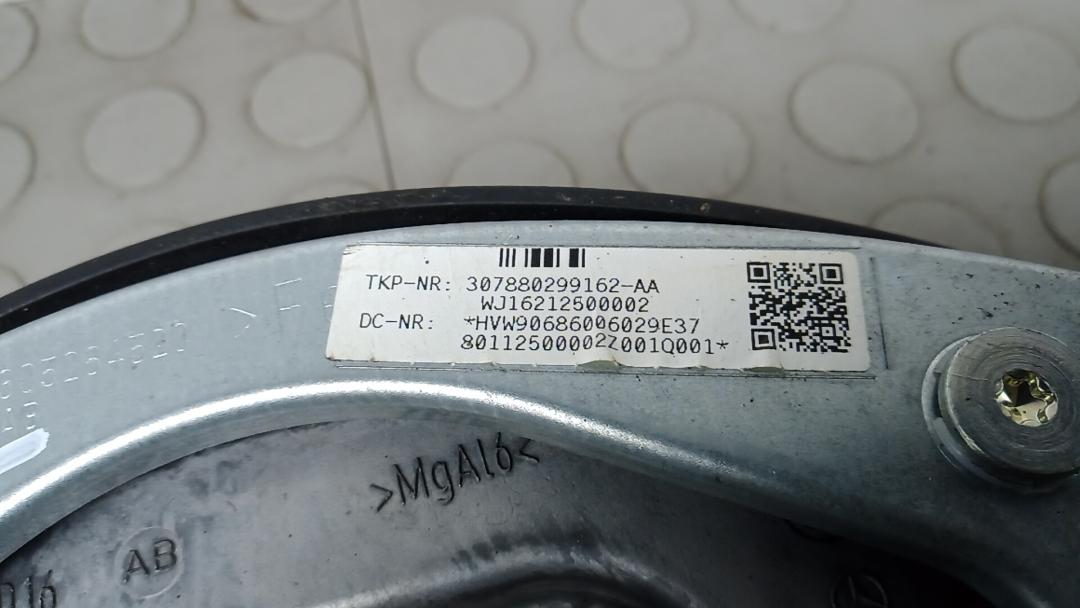 TKP-NR: 307880299162-AA
WJ16212500002
DC-NR: *HVW90686006029E37
80112500002Z001Q001*
>MgAl6<
AB